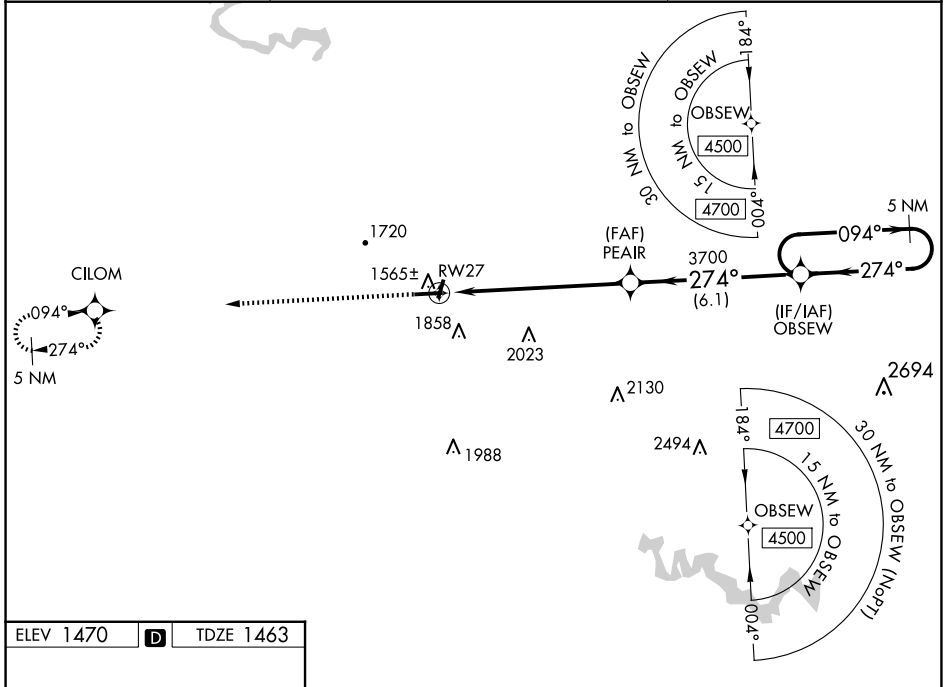 184°
30 NM to OBSEW
15 NM to OBSEW
OBSEW
4500
4700
004°
5 NM
094°
274°
(FAF)
PEAIR
3700
274°
(6.1)
(IF/IAF)
OBSEW
1720
1565±
RW27
CILOM
094°
274°
5 NM
1858
2023
2130
2694
1988
2494
184°
4700
30 NM to OBSEW (NoPT)
15 NM to OBSEW
OBSEW
4500
004°
ELEV 1470 D TDZE 1463